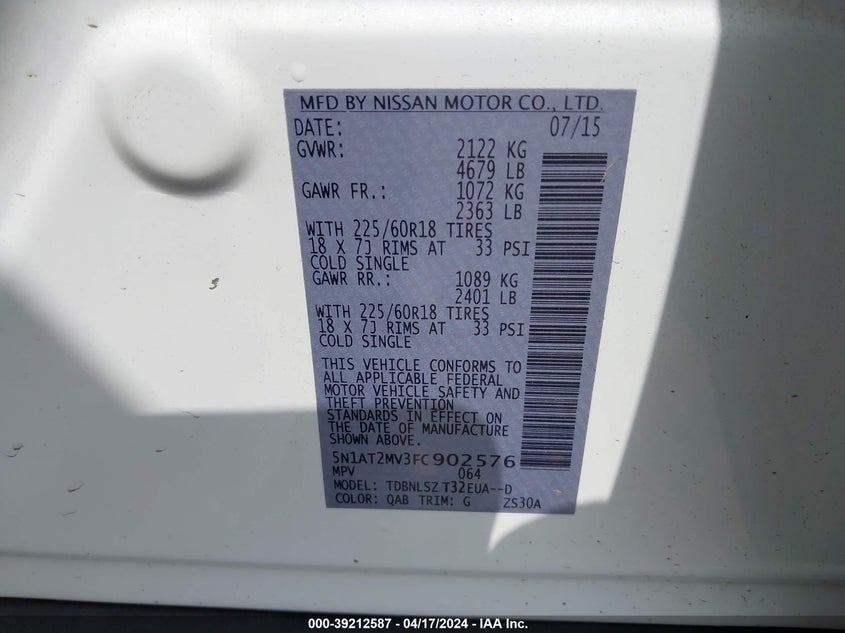 MFD BY NISSAN MOTOR CO., LTD.
DATE: 07/15
GVWR: 2122 KG
4679 LB
GAWR FR.: 1072 KG
2363 LB
WITH 225/60R18 TIRES
18 X 7J RIMS AT 33 PSI
COLD SINGLE
GAWR RR.: 1089 KG
2401 LB
WITH 225/60R18 TIRES
18 X 7J RIMS AT 33 PSI
COLD SINGLE
THIS VEHICLE CONFORMS TO
ALL APPLICABLE FEDERAL
MOTOR VEHICLE SAFETY AND
THEFT PREVENTION
STANDARDS IN EFFECT ON
THE DATE OF MANUFACTURE
SHOWN ABOVE.
5N1AT2MV3FC902576
MPV 064
MODEL: TDBNLSZ T32EUA--D
COLOR: QAB TRIM: G ZS30A
000-39212587 - 04/17/2024 - IAA Inc.